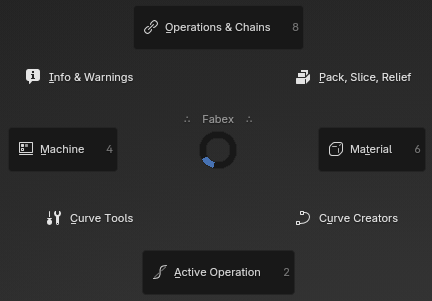 Operations & Chains 8
Info & Warnings
Pack, Slice, Relief
Fabex
Machine 4
Material 6
Curve Tools
Curve Creators
Active Operation 2